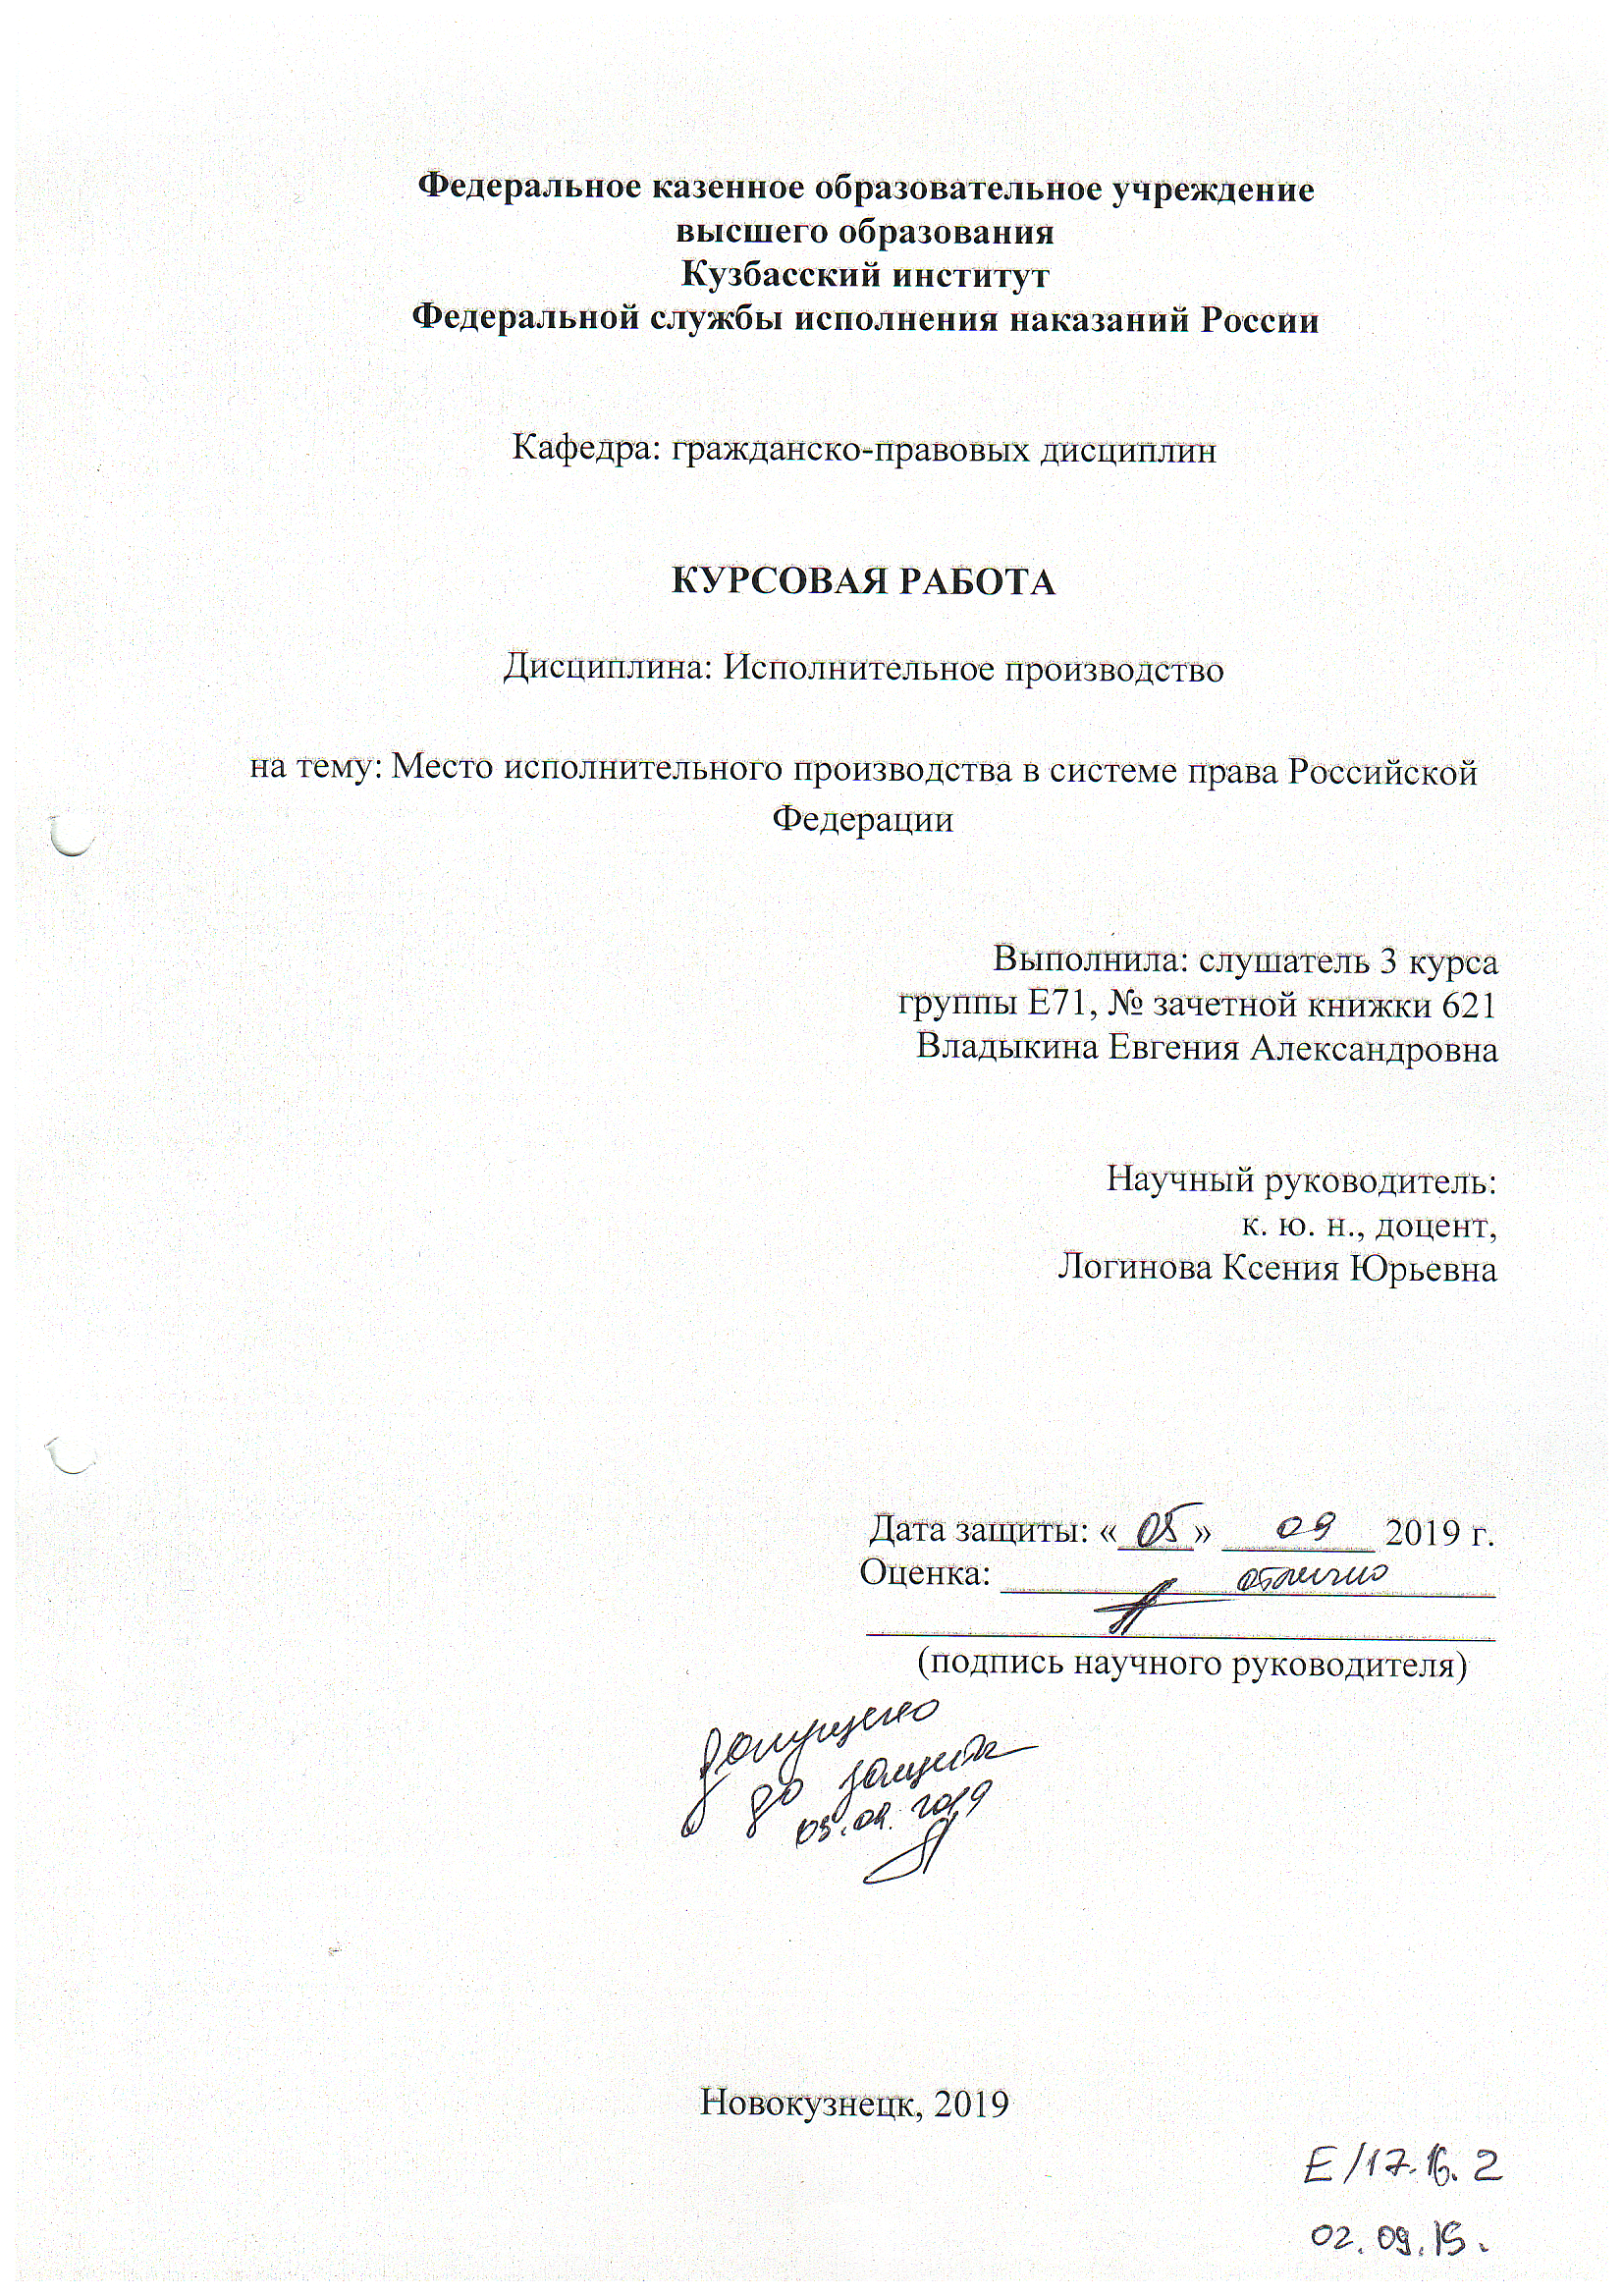 Федеральное казенное образовательное учреждение
высшего образования
Кузбасский институт
Федеральной службы исполнения наказаний России
Кафедра: гражданско-правовых дисциплин
КУРСОВАЯ РАБОТА
Дисциплина: Исполнительное производство
на тему: Место исполнительного производства в системе права Российской
Федерации
Выполнила: слушатель 3 курса
группы Е71, № зачетной книжки 621
Владыкина Евгения Александровна
Научный руководитель:
к. ю. н., доцент,
Логинова Ксения Юрьевна
Дата защиты: «05» 09 2019 г.
Оценка: отлично
(подпись научного руководителя)
допущено
до защиты
2019
Новокузнецк, 2019
Е/17.16.2
02.09.19.